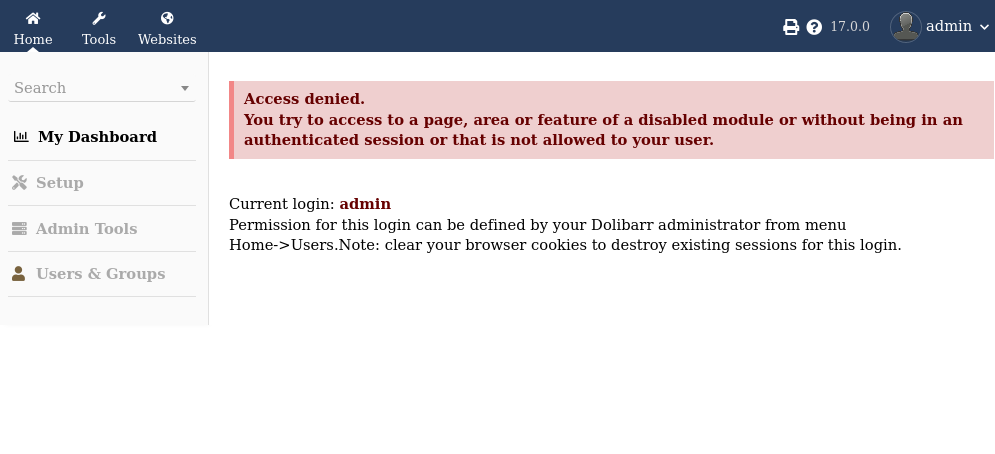 Home Tools Websites 17.0.0 admin
Search
My Dashboard
Setup
Admin Tools
Users & Groups
Access denied.
You try to access to a page, area or feature of a disabled module or without being in an
authenticated session or that is not allowed to your user.
Current login: admin
Permission for this login can be defined by your Dolibarr administrator from menu
Home->Users.Note: clear your browser cookies to destroy existing sessions for this login.